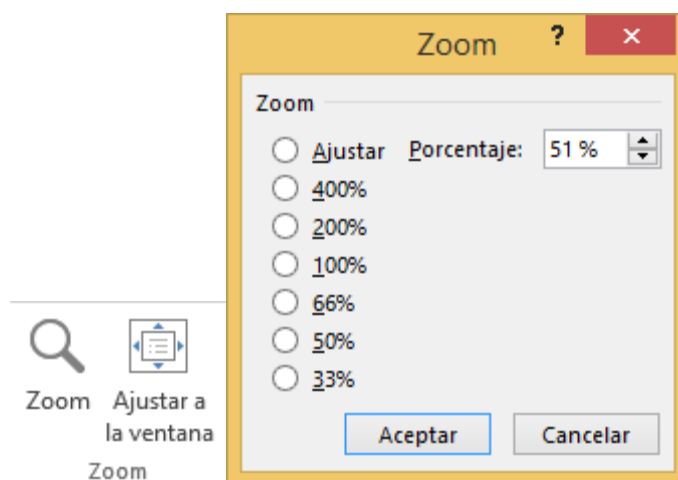 Zoom ?
Zoom
Ajustar Porcentaje: 51 %
400%
200%
100%
66%
50%
33%
Aceptar Cancelar
Zoom Ajustar a
la ventana
Zoom